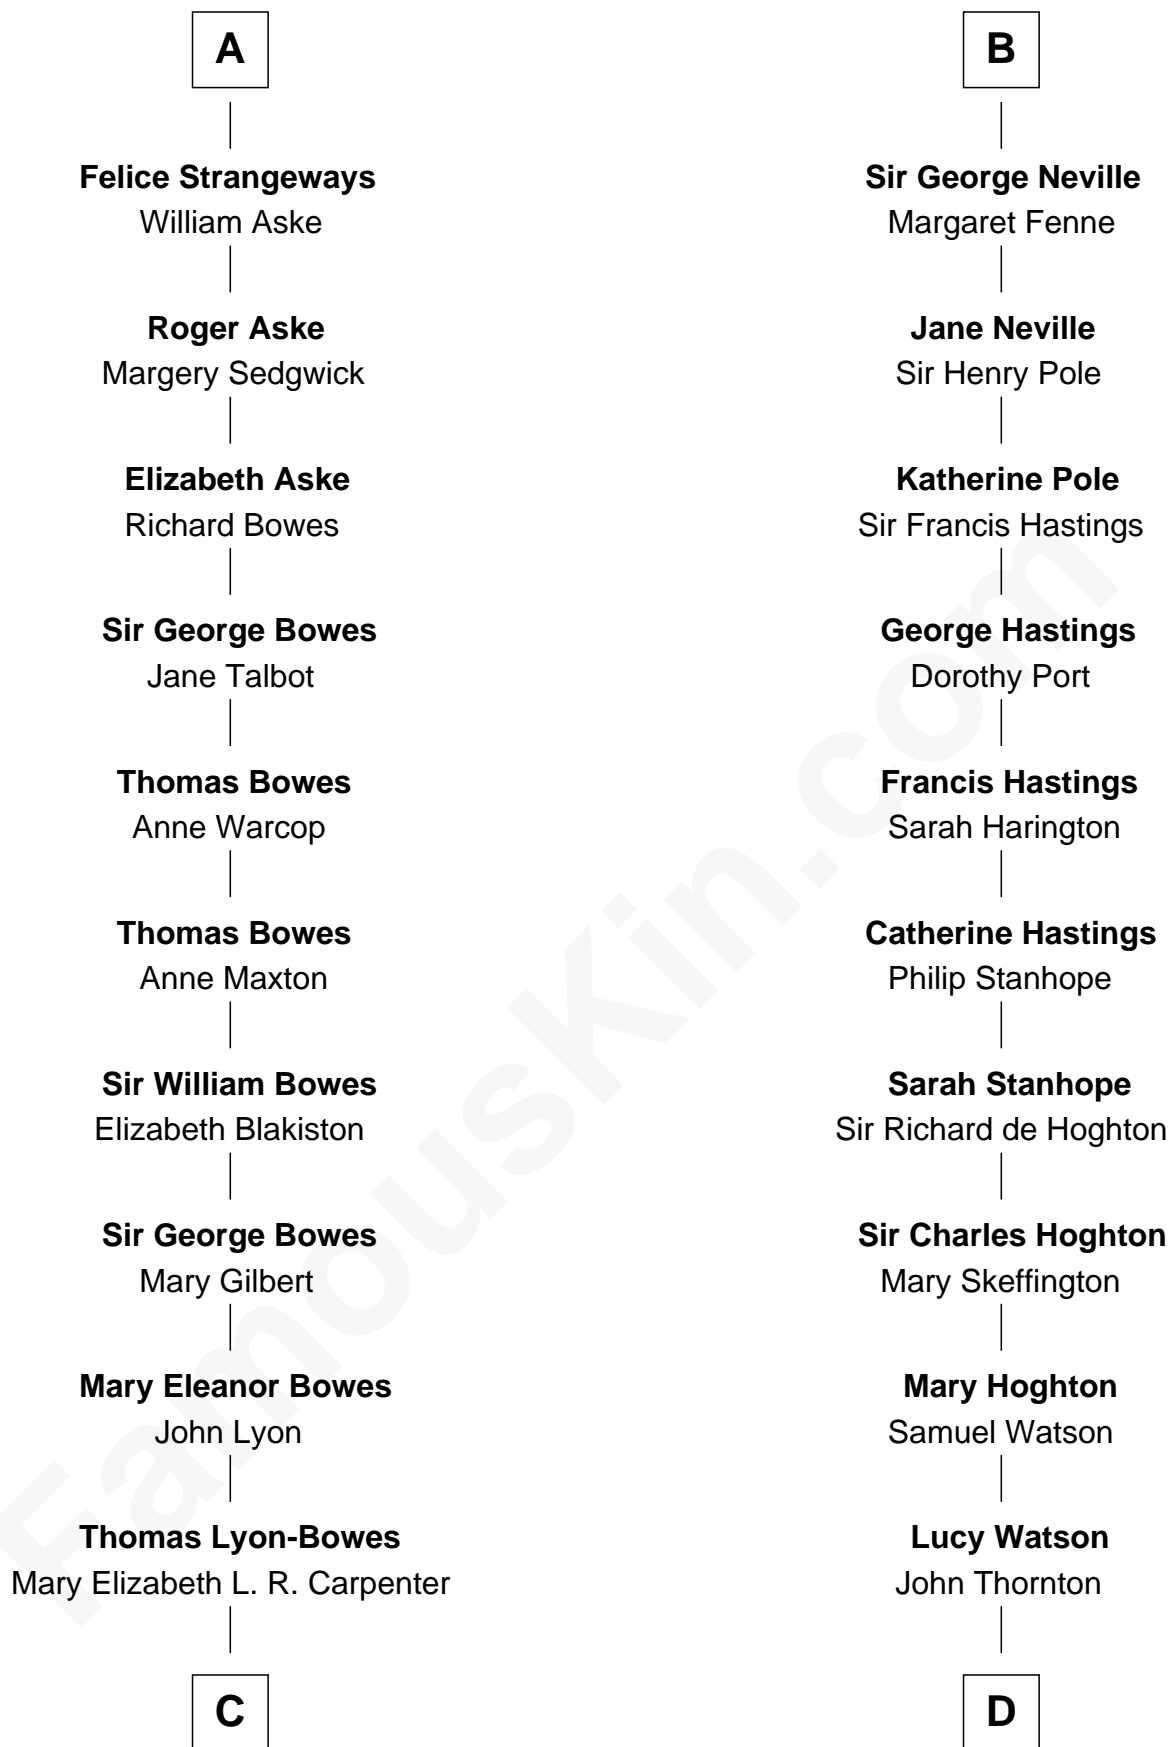 A
Felice Strangeways
William Aske
Roger Aske
Margery Sedgwick
Elizabeth Aske
Richard Bowes
Sir George Bowes
Jane Talbot
Thomas Bowes
Anne Warcop
Thomas Bowes
Anne Maxton
Sir William Bowes
Elizabeth Blakiston
Sir George Bowes
Mary Gilbert
Mary Eleanor Bowes
John Lyon
Thomas Lyon-Bowes
Mary Elizabeth L. R. Carpenter
C
B
Sir George Neville
Margaret Fenne
Jane Neville
Sir Henry Pole
Katherine Pole
Sir Francis Hastings
George Hastings
Dorothy Port
Francis Hastings
Sarah Harington
Catherine Hastings
Philip Stanhope
Sarah Stanhope
Sir Richard de Hoghton
Sir Charles Hoghton
Mary Skeffington
Mary Hoghton
Samuel Watson
Lucy Watson
John Thornton
D
FamousKin.com